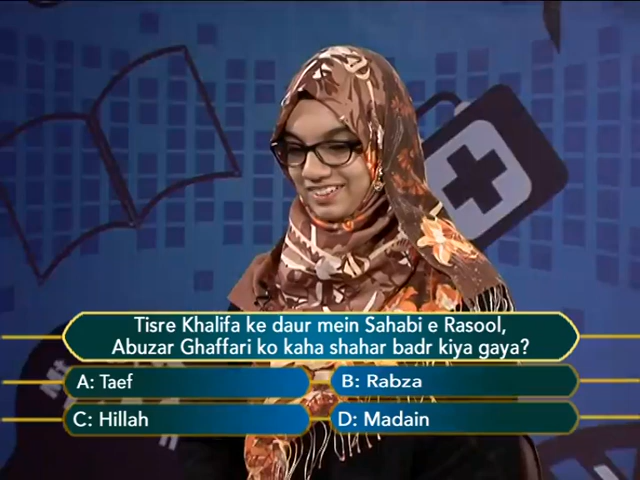 Tisre Khalifa ke daur mein Sahabi e Rasool,
Abuzar Ghaffari ko kaha shahar badr kiya gaya?
A: Taef
B: Rabza
C: Hillah
D: Madain